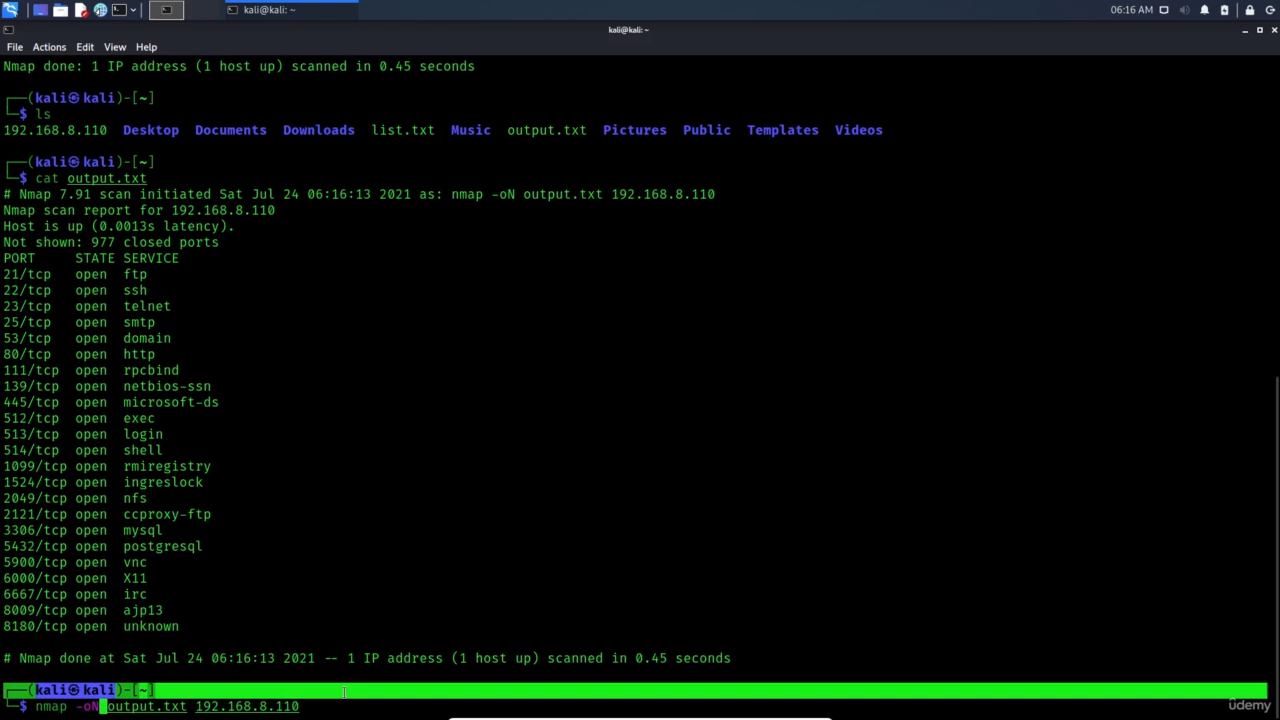 kali@kali: ~
06:16 AM
kali@kali: ~
File Actions Edit View Help
Nmap done: 1 IP address (1 host up) scanned in 0.45 seconds
┌──(kali㉿kali)-[~]
└─$ ls
192.168.8.110 Desktop Documents Downloads list.txt Music output.txt Pictures Public Templates Videos
┌──(kali㉿kali)-[~]
└─$ cat output.txt
# Nmap 7.91 scan initiated Sat Jul 24 06:16:13 2021 as: nmap -oN output.txt 192.168.8.110
Nmap scan report for 192.168.8.110
Host is up (0.0013s latency).
Not shown: 977 closed ports
PORT STATE SERVICE
21/tcp open ftp
22/tcp open ssh
23/tcp open telnet
25/tcp open smtp
53/tcp open domain
80/tcp open http
111/tcp open rpcbind
139/tcp open netbios-ssn
445/tcp open microsoft-ds
512/tcp open exec
513/tcp open login
514/tcp open shell
1099/tcp open rmiregistry
1524/tcp open ingreslock
2049/tcp open nfs
2121/tcp open ccproxy-ftp
3306/tcp open mysql
5432/tcp open postgresql
5900/tcp open vnc
6000/tcp open X11
6667/tcp open irc
8009/tcp open ajp13
8180/tcp open unknown
# Nmap done at Sat Jul 24 06:16:13 2021 -- 1 IP address (1 host up) scanned in 0.45 seconds
┌──(kali㉿kali)-[~]
└─$ nmap -oN output.txt 192.168.8.110
ûdemy